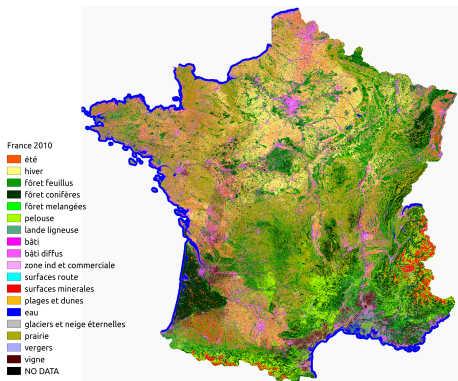 France 2010
été
hiver
fôret feuillus
fôret conifères
fôret melangées
pelouse
lande ligneuse
bâti
bâti diffus
zone ind et commerciale
surfaces route
surfaces minerales
plages et dunes
eau
glaciers et neige éternelles
prairie
vergers
vigne
NO DATA